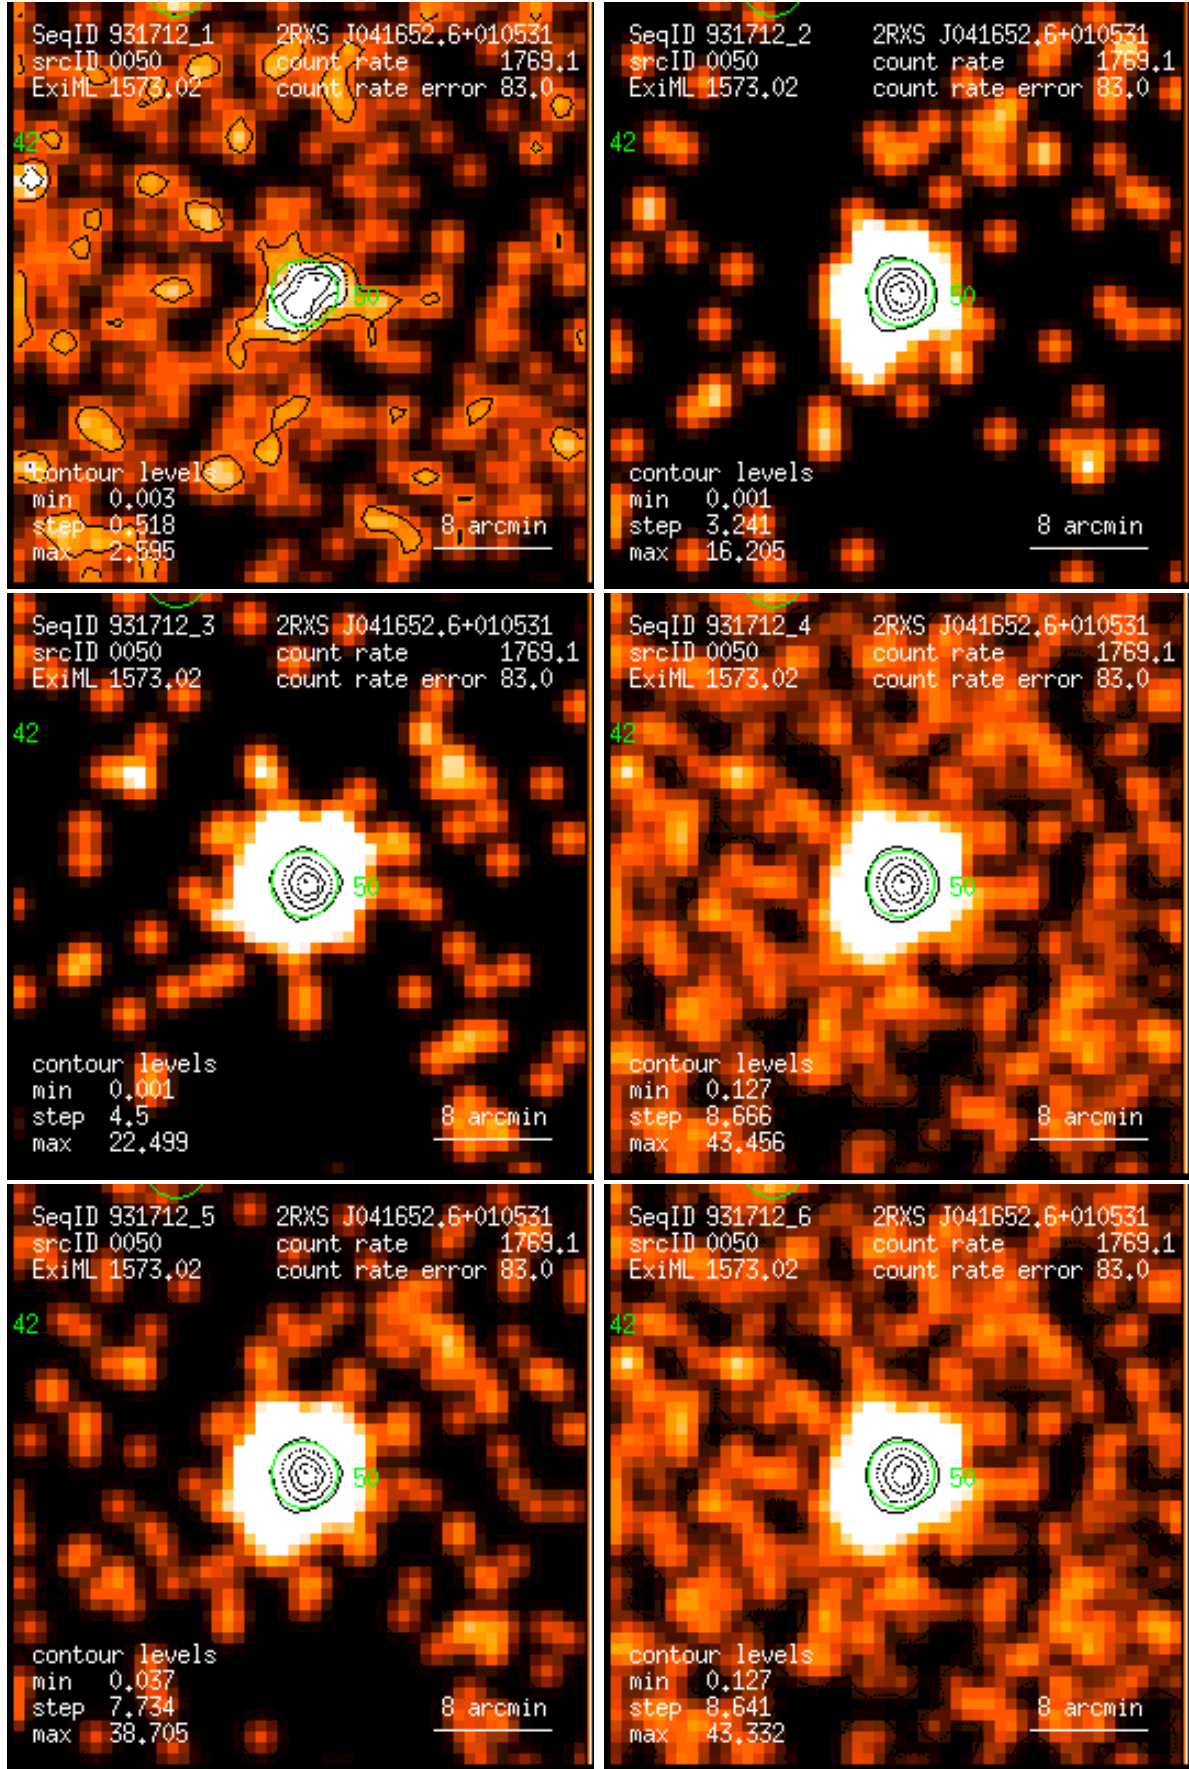 SeqID 931712_1 2RXS J041652.6+010531
srcID 0050 count rate 1769.1
ExiML 1573.02 count rate error 83.0
42
50
contour levels
min 0.003
step 0.518 8 arcmin
max 2.595
SeqID 931712_2 2RXS J041652.6+010531
srcID 0050 count rate 1769.1
ExiML 1573.02 count rate error 83.0
42
50
contour levels
min 0.001
step 3.241 8 arcmin
max 16.205
SeqID 931712_3 2RXS J041652.6+010531
srcID 0050 count rate 1769.1
ExiML 1573.02 count rate error 83.0
42
50
contour levels
min 0.001
step 4.5 8 arcmin
max 22.499
SeqID 931712_4 2RXS J041652.6+010531
srcID 0050 count rate 1769.1
ExiML 1573.02 count rate error 83.0
42
50
contour levels
min 0.127
step 8.666 8 arcmin
max 43.456
SeqID 931712_5 2RXS J041652.6+010531
srcID 0050 count rate 1769.1
ExiML 1573.02 count rate error 83.0
42
50
contour levels
min 0.037
step 7.734 8 arcmin
max 38.705
SeqID 931712_6 2RXS J041652.6+010531
srcID 0050 count rate 1769.1
ExiML 1573.02 count rate error 83.0
42
50
contour levels
min 0.127
step 8.641 8 arcmin
max 43.332